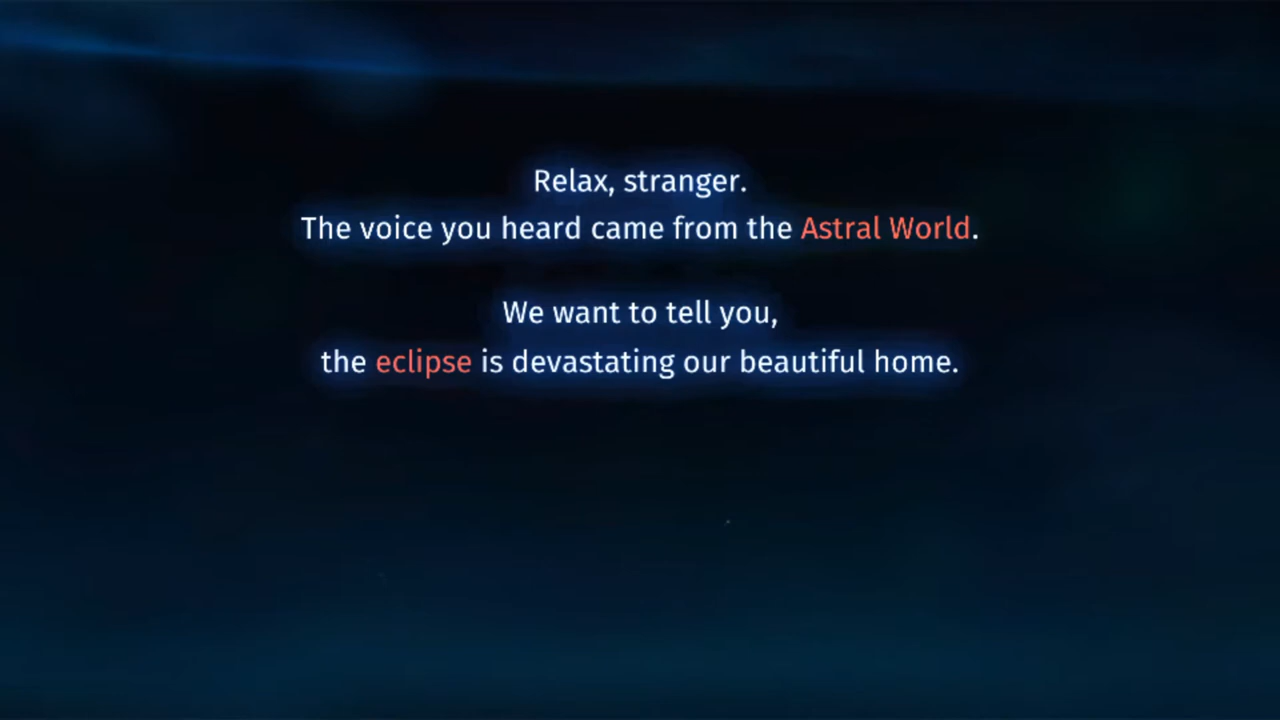 Relax, stranger.
The voice you heard came from the Astral World.
We want to tell you,
the eclipse is devastating our beautiful home.